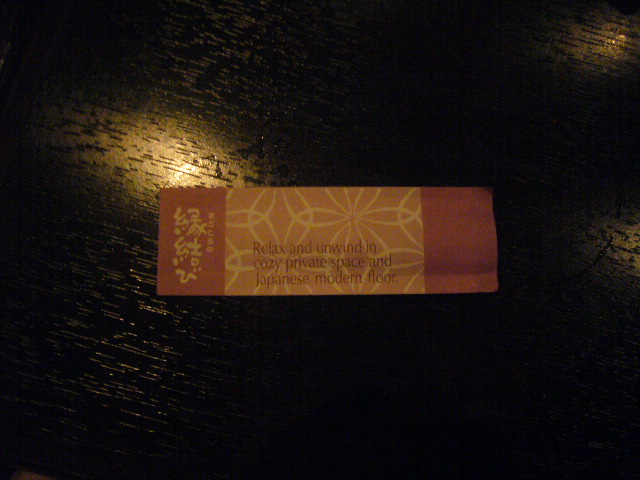 縁結び
Relax and unwind in
cozy private space and
Japanese modern floor.